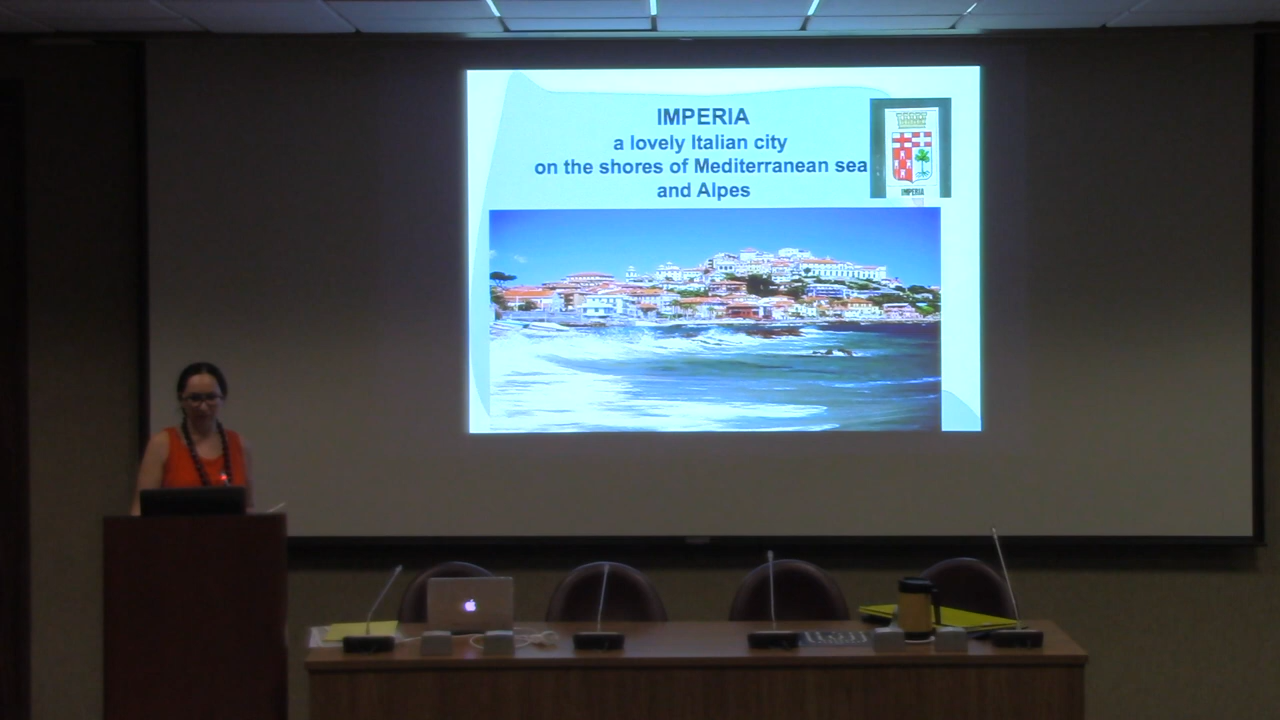 IMPERIA
a lovely Italian city
on the shores of Mediterranean sea
and Alpes
IMPERIA